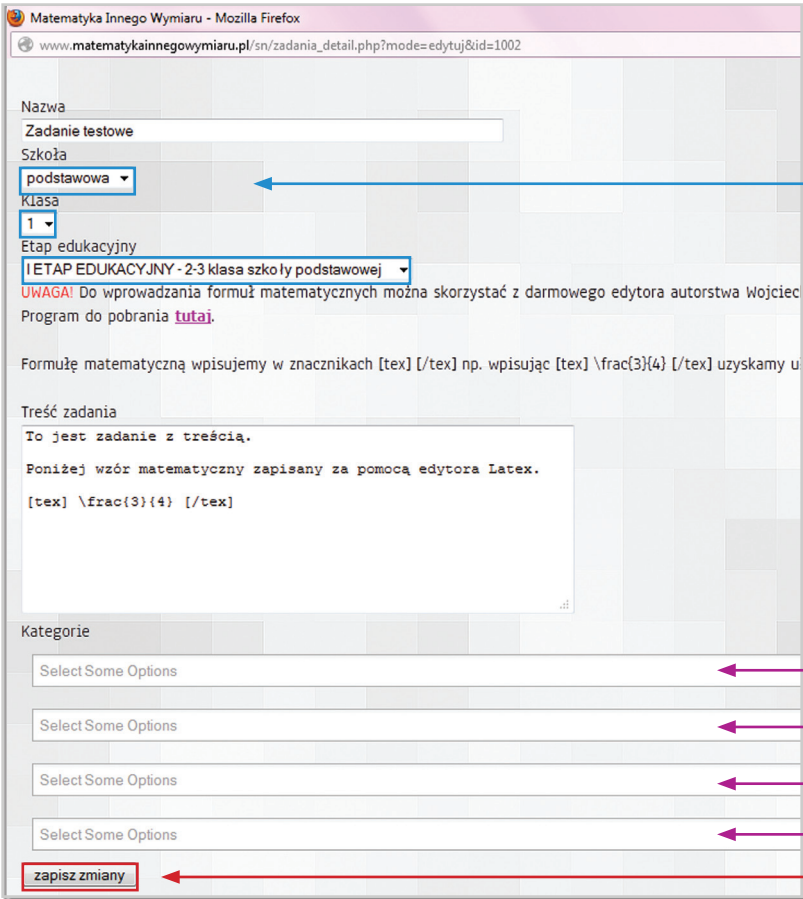 Matematyka Innego Wymiaru - Mozilla Firefox
www.matematykainnegowymiaru.pl/sn/zadania_detail.php?mode=edytuj&id=1002
Nazwa
Zadanie testowe
Szkoła
podstawowa
Klasa
1
Etap edukacyjny
I ETAP EDUKACYJNY - 2-3 klasa szkoły podstawowej
UWAGA! Do wprowadzania formuł matematycznych można skorzystać z darmowego edytora autorstwa Wojciec
Program do pobrania tutaj.
Formułę matematyczną wpisujemy w znacznikach [tex] [/tex] np. wpisując [tex] \frac{3}{4} [/tex] uzyskamy u
Treść zadania
To jest zadanie z treścią.
Poniżej wzór matematyczny zapisany za pomocą edytora Latex.
[tex] \frac{3}{4} [/tex]
Kategorie
Select Some Options
Select Some Options
Select Some Options
Select Some Options
zapisz zmiany